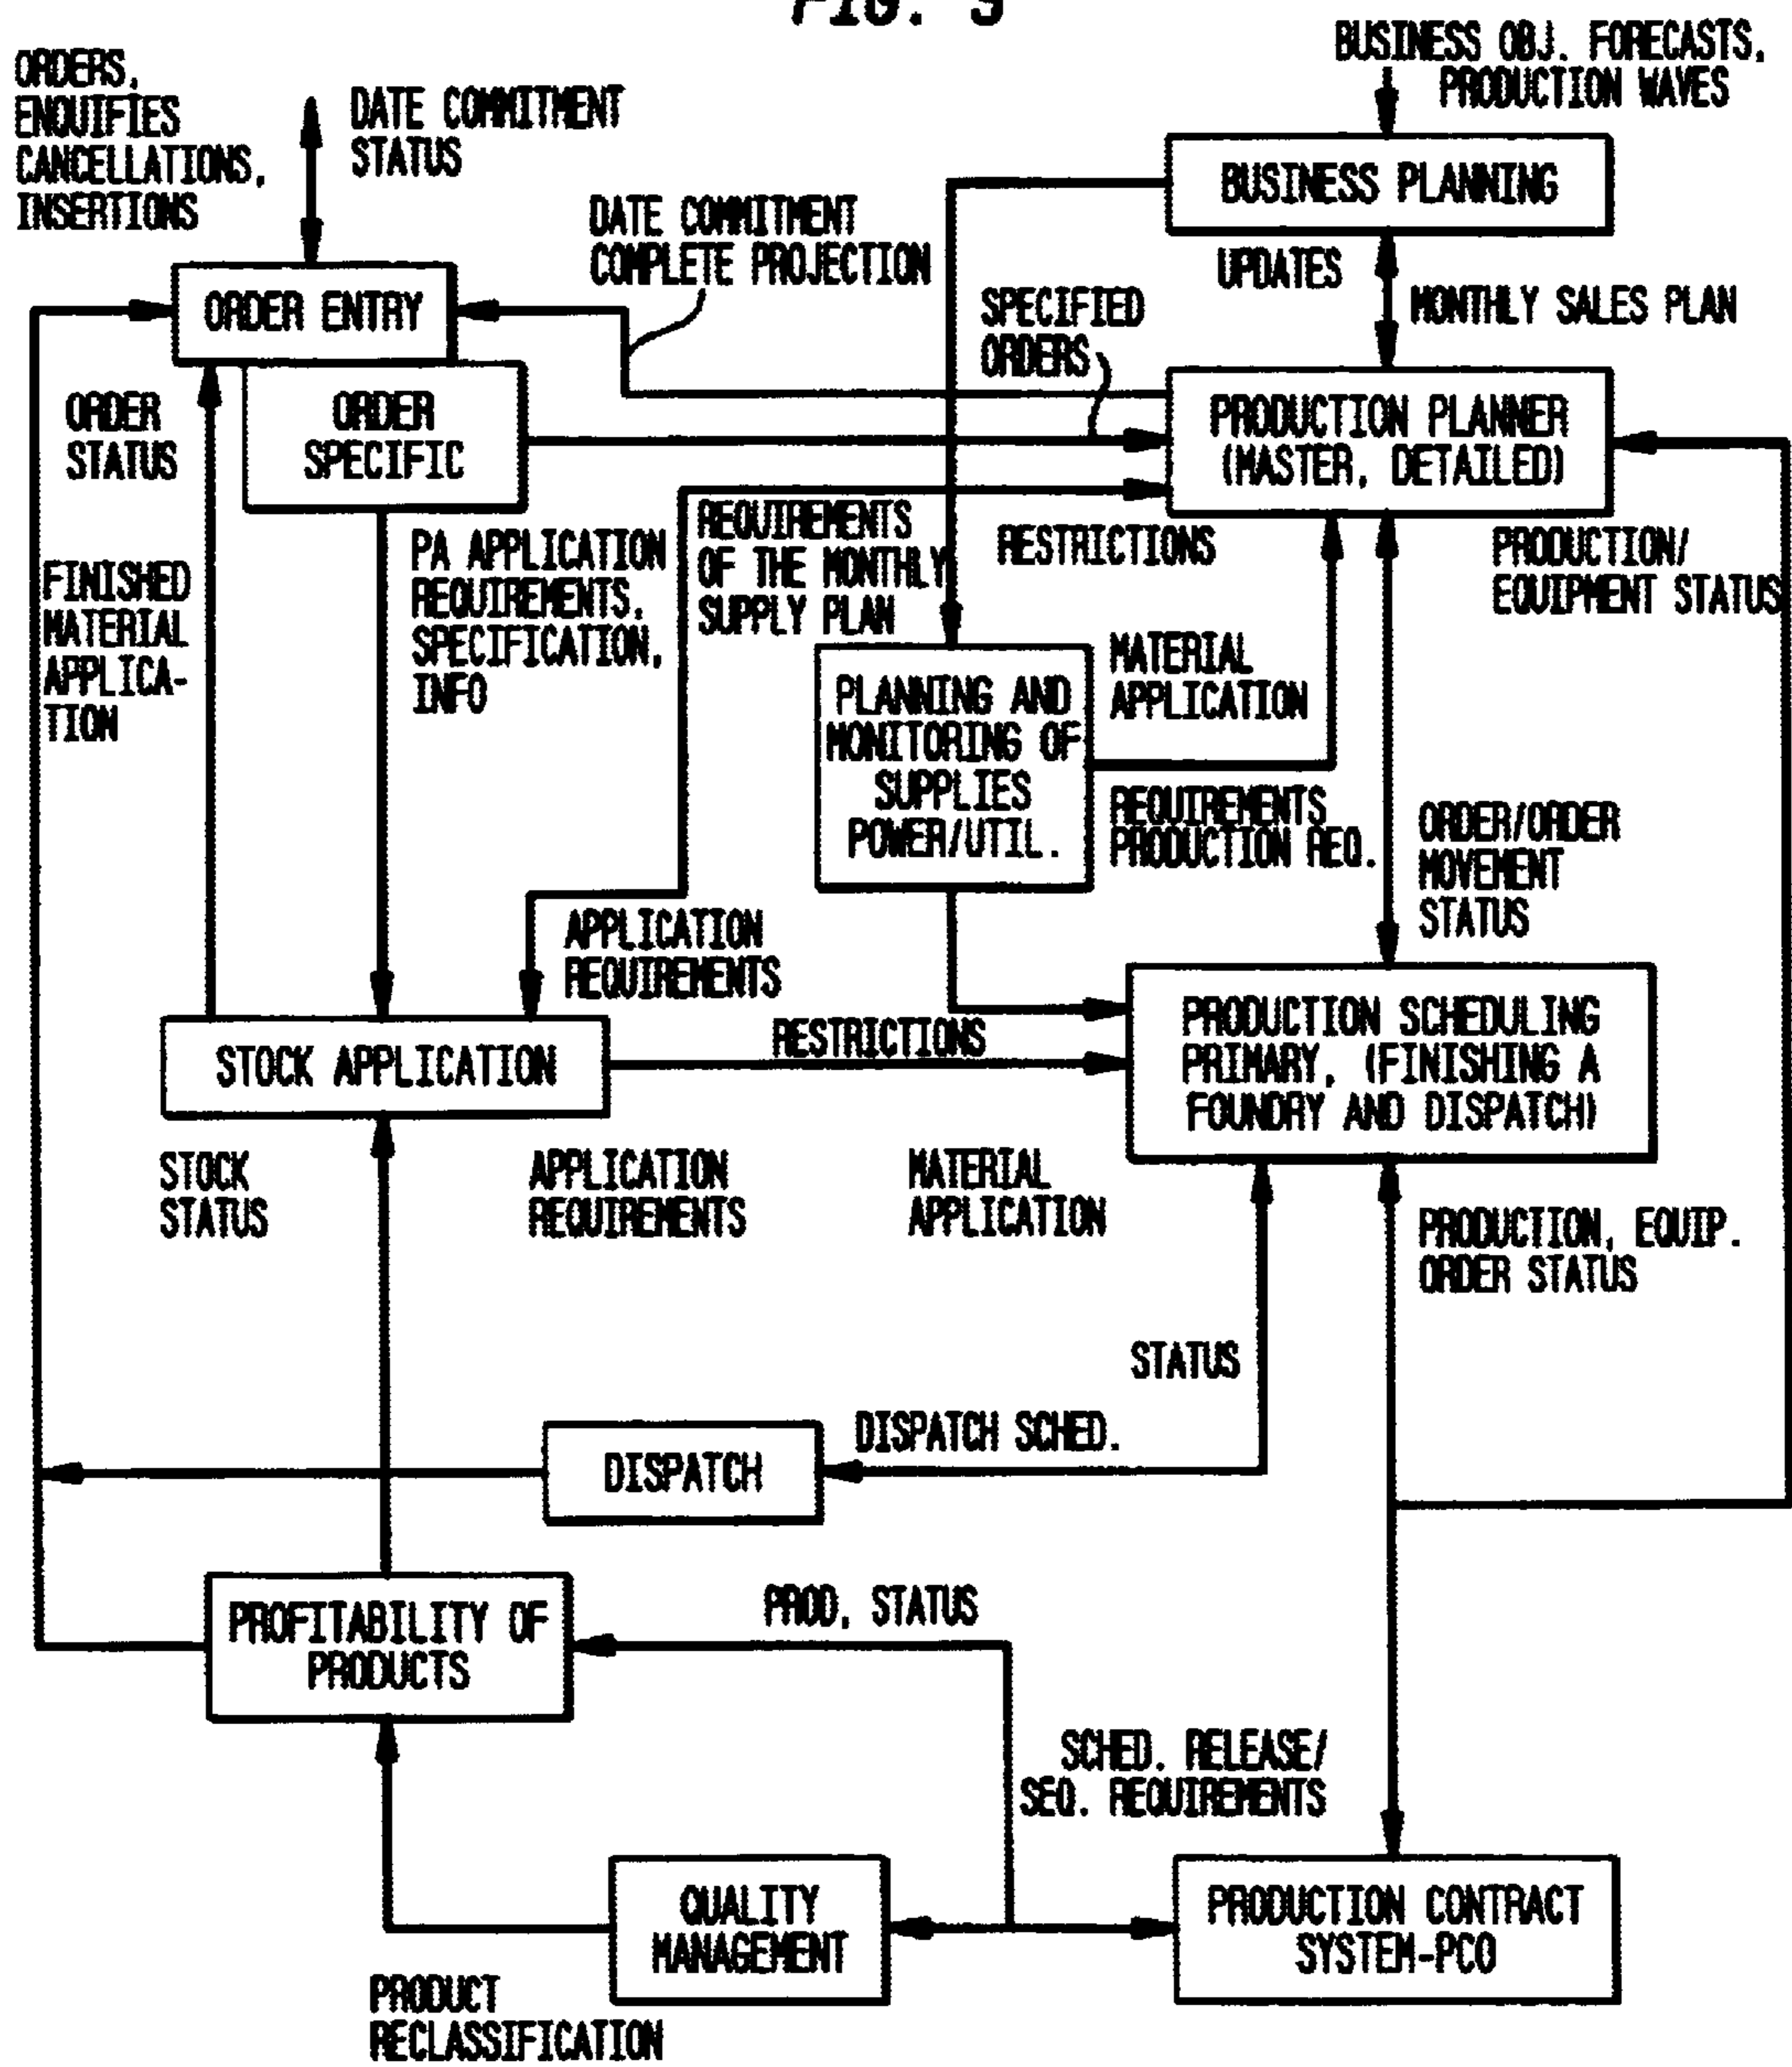 FIG. 3
ORDERS,
ENQUIFIES
CANCELLATIONS,
INSERTIONS
DATE COMMITMENT
STATUS
BUSINESS OBJ. FORECASTS,
PRODUCTION WAVES
BUSINESS PLANNING
DATE COMMITMENT
COMPLETE PROJECTION
UPDATES
MONTHLY SALES PLAN
ORDER ENTRY
SPECIFIED
ORDERS
ORDER
STATUS
ORDER
SPECIFIC
PRODUCTION PLANNER
(MASTER, DETAILED)
FINISHED
MATERIAL
APPLICA-
TION
PA APPLICATION
REQUIREMENTS,
SPECIFICATION,
INFO
REQUIREMENTS
OF THE MONTHLY
SUPPLY PLAN
RESTRICTIONS
PRODUCTION/
EQUIPMENT STATUS
PLANNING AND
MONITORING OF
SUPPLIES
POWER/UTIL.
MATERIAL
APPLICATION
REQUIREMENTS
PRODUCTION REQ.
ORDER/ORDER
MOVEMENT
STATUS
APPLICATION
REQUIREMENTS
STOCK APPLICATION
RESTRICTIONS
PRODUCTION SCHEDULING
PRIMARY, (FINISHING A
FOUNDRY AND DISPATCH)
STOCK
STATUS
APPLICATION
REQUIREMENTS
MATERIAL
APPLICATION
PRODUCTION, EQUIP.
ORDER STATUS
STATUS
DISPATCH
DISPATCH SCHED.
PROFITABILITY OF
PRODUCTS
PROD, STATUS
SCHED. RELEASE/
SEQ. REQUIREMENTS
QUALITY
MANAGEMENT
PRODUCTION CONTRACT
SYSTEM-PCO
PRODUCT
RECLASSIFICATION